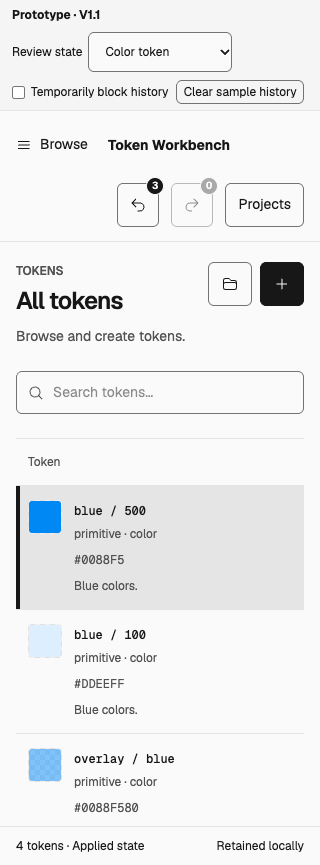 Prototype · V1.1
Review state Color token
Temporarily block history Clear sample history
Browse Token Workbench
3 0 Projects
TOKENS
All tokens
Browse and create tokens.
Search tokens...
Token
blue / 500
primitive · color
#0088F5
Blue colors.
blue / 100
primitive · color
#DDEEFF
Blue colors.
overlay / blue
primitive · color
#0088F580
4 tokens · Applied state Retained locally